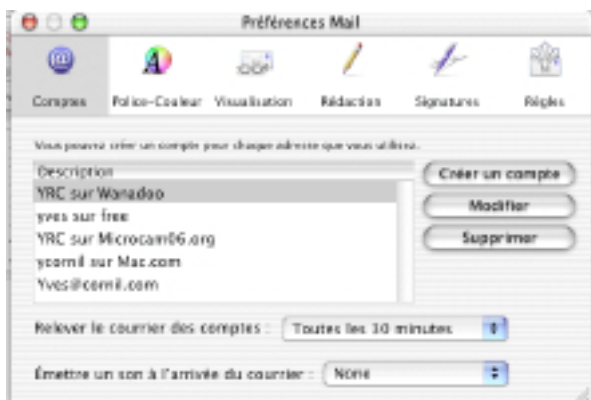 Préférences Mail
Comptes Police-Couleur Visualisation Rédaction Signatures Règles
Vous pouvez créer un compte pour chaque adresse que vous utilisez.
Description
YRC sur Wanadoo
yves sur free
YRC sur Microcam06.org
ycornil sur Mac.com
Yves@cornil.com
Créer un compte
Modifier
Supprimer
Relever le courrier des comptes : Toutes les 30 minutes
Émettre un son à l'arrivée du courrier : None